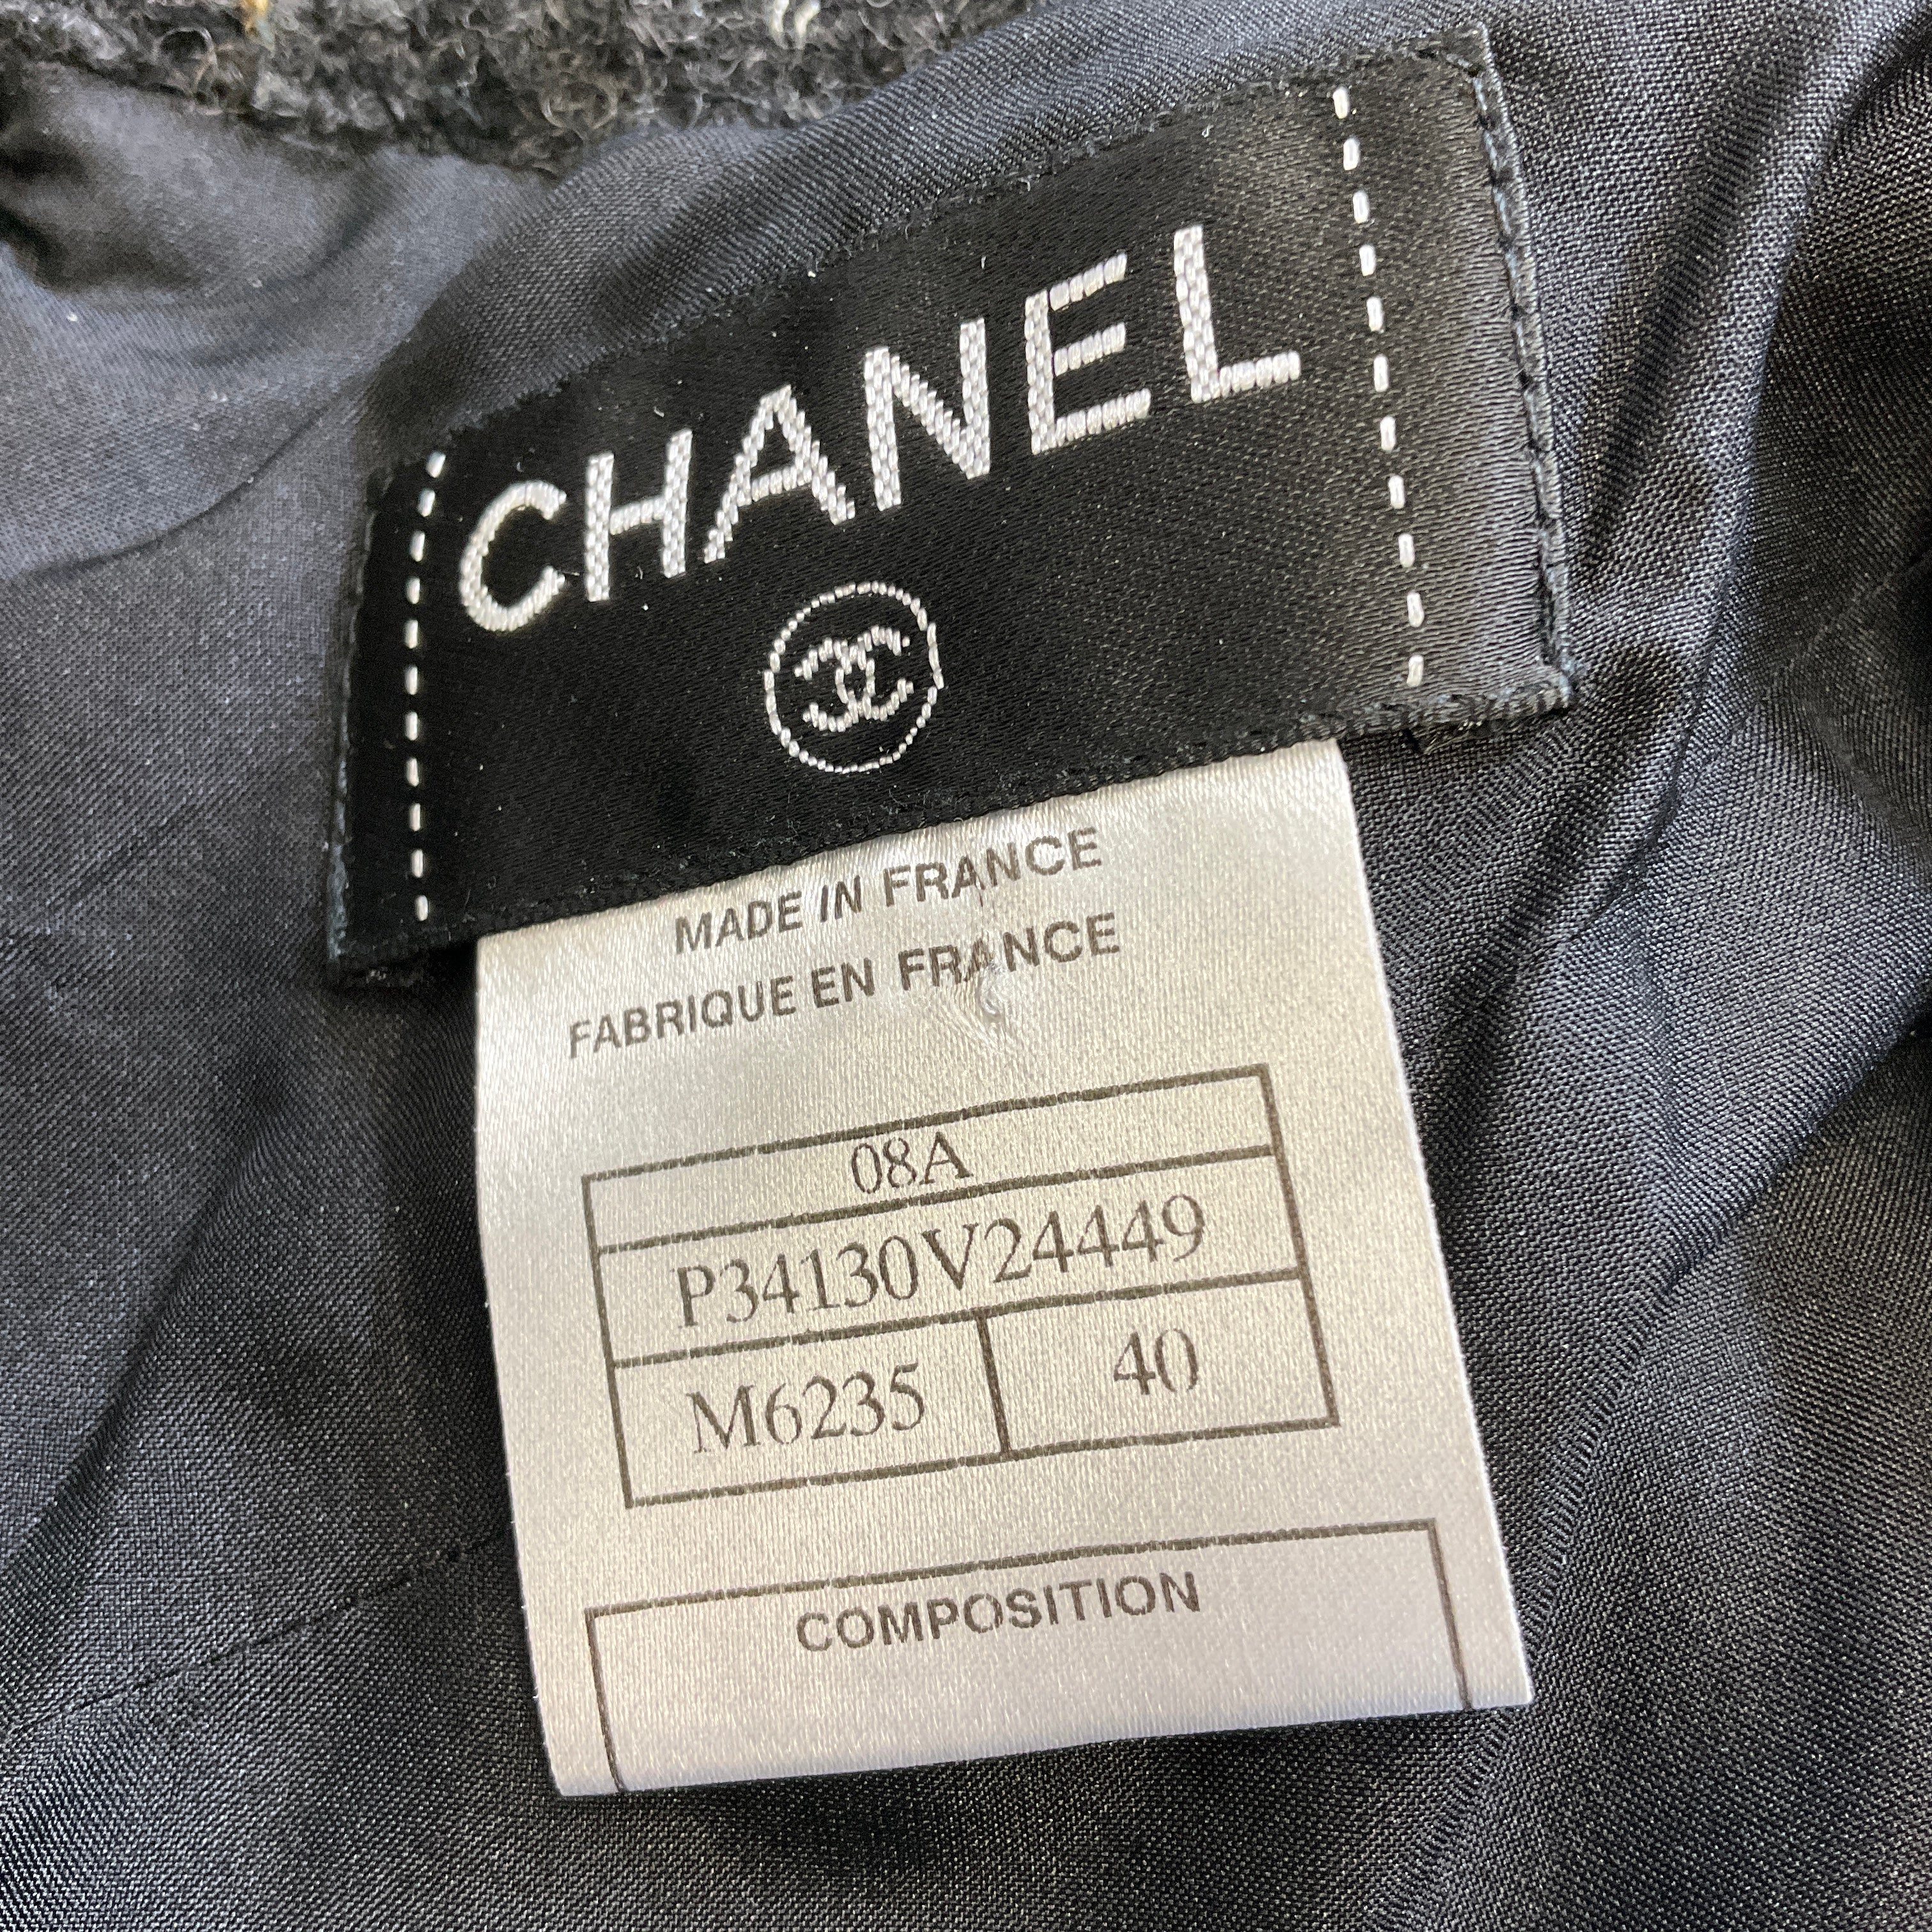 CHANEL
MADE IN FRANCE
FABRIQUE EN FRANCE
08A
P34130V24449
M6235 40
COMPOSITION